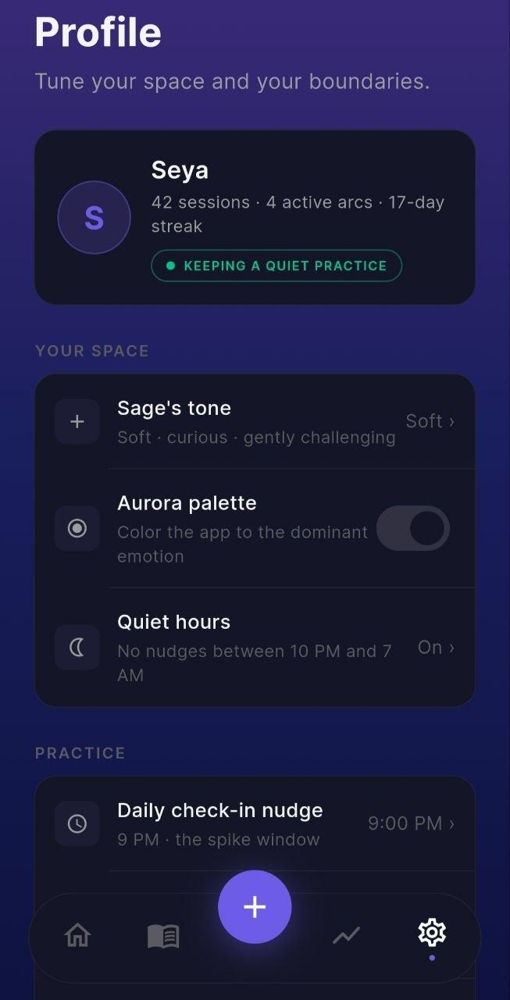 Profile
Tune your space and your boundaries.
S
Seya
42 sessions · 4 active arcs · 17-day
streak
KEEPING A QUIET PRACTICE
YOUR SPACE
Sage's tone
Soft · curious · gently challenging
Soft ›
Aurora palette
Color the app to the dominant
emotion
Quiet hours
No nudges between 10 PM and 7
AM
On ›
PRACTICE
Daily check-in nudge
9 PM · the spike window
9:00 PM ›